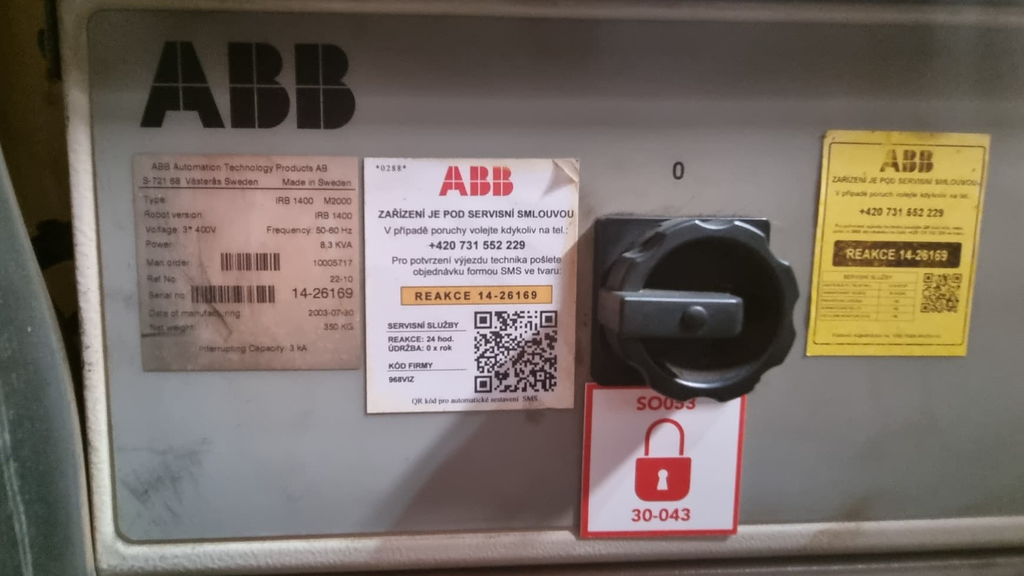 ABB
ABB Automation Technology Products AB
S-721 68 Västerås Sweden Made in Sweden
Type: IRB 1400 M2000
Robot version: IRB 1400
Voltage: 3* 400V Frequency: 50-60 Hz
Power: 8,3 KVA
Man.order: 10005717
Ref No 22-10
Serial no. 14-26169
Date of manufacturing 2003-07-30
Net weight: 350 KG
Interrupting Capacity: 3 kA
*0288*
ABB
ZAŘÍZENÍ JE POD SERVISNÍ SMLOUVOU
V případě poruchy volejte kdykoliv na tel.:
+420 731 552 229
Pro potvrzení výjezdu technika pošlete
objednávku formou SMS ve tvaru:
REAKCE 14-26169
SERVISNÍ SLUŽBY
REAKCE: 24 hod.
ÚDRŽBA: 0 x rok
KÓD FIRMY
968VIZ
QR kód pro automatické sestavení SMS
0
SO053
30-043
ABB
ZAŘÍZENÍ JE POD SERVISNÍ SMLOUVOU
V případě poruchy volejte kdykoliv na tel.:
+420 731 552 229
REAKCE 14-26169
SERVISNÍ SLUŽBY